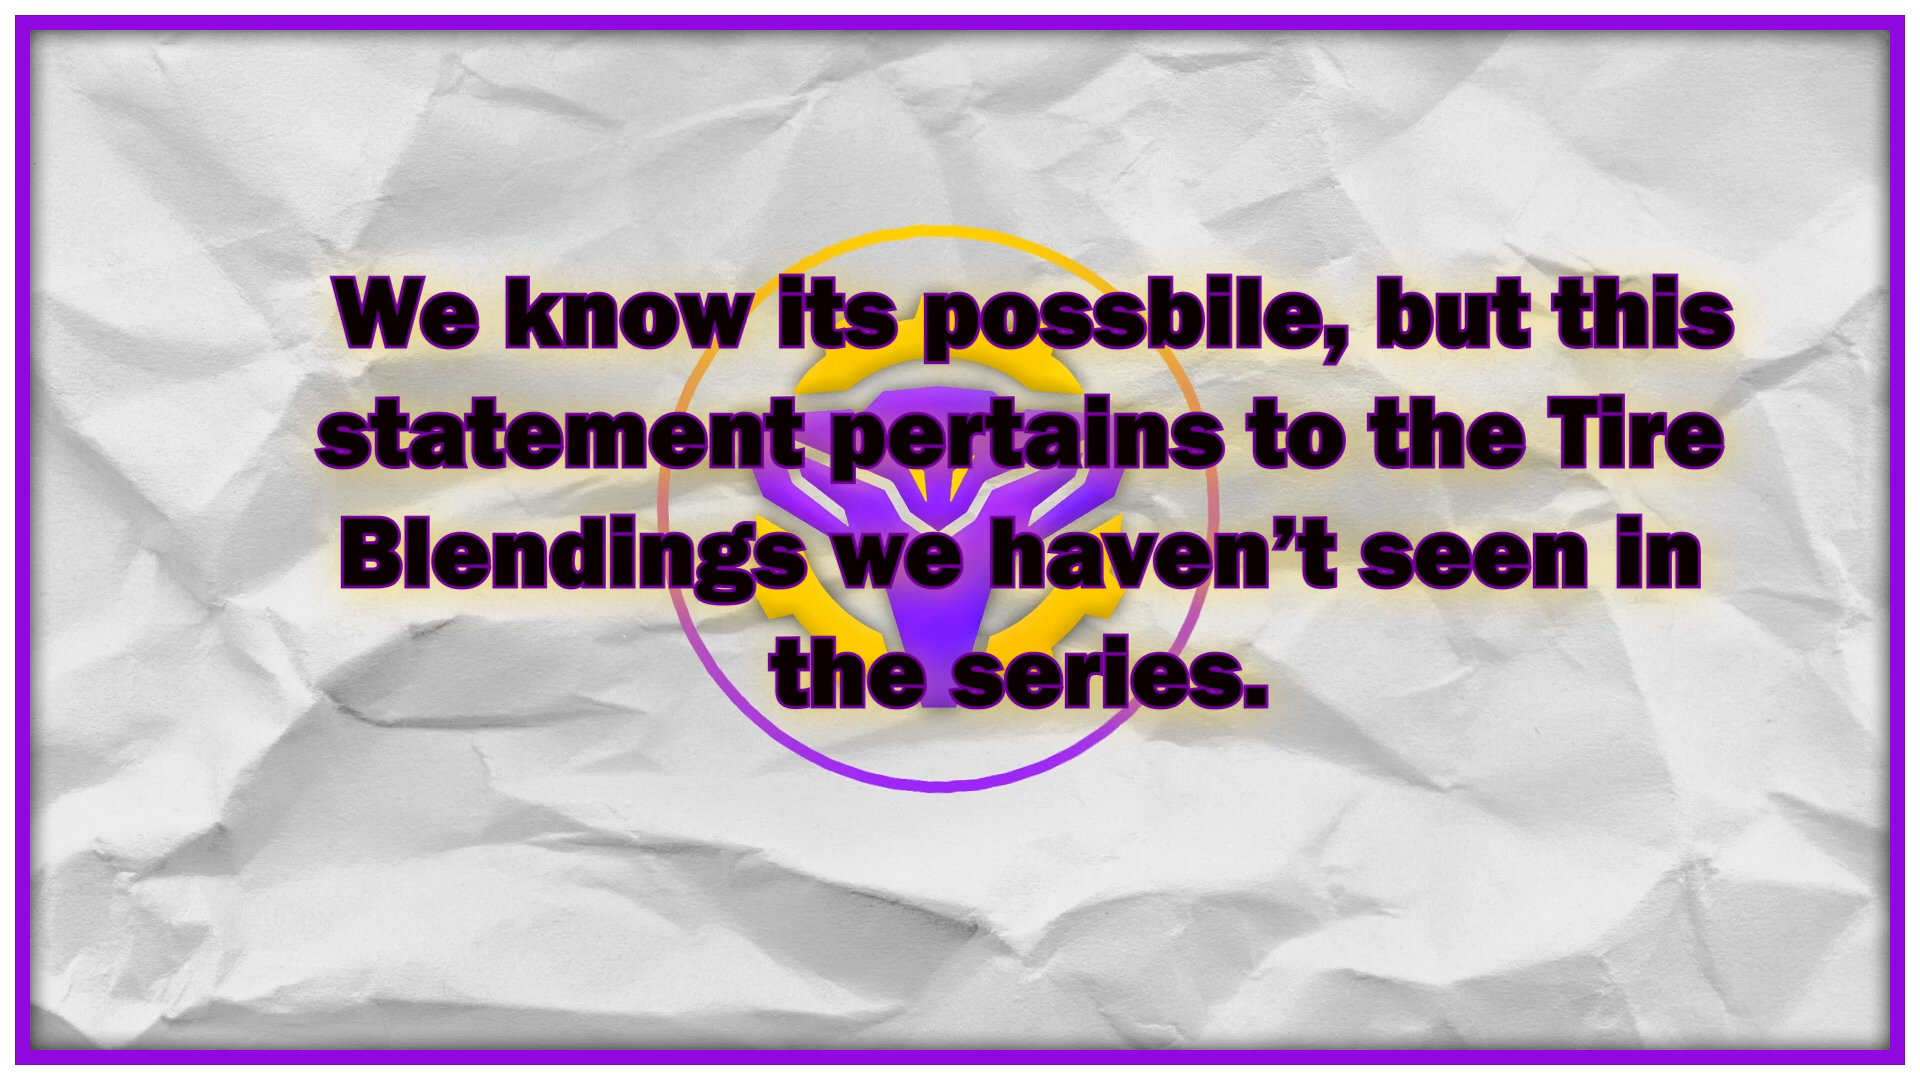 We know its possbile, but this
statement pertains to the Tire
Blendings we haven’t seen in
the series.